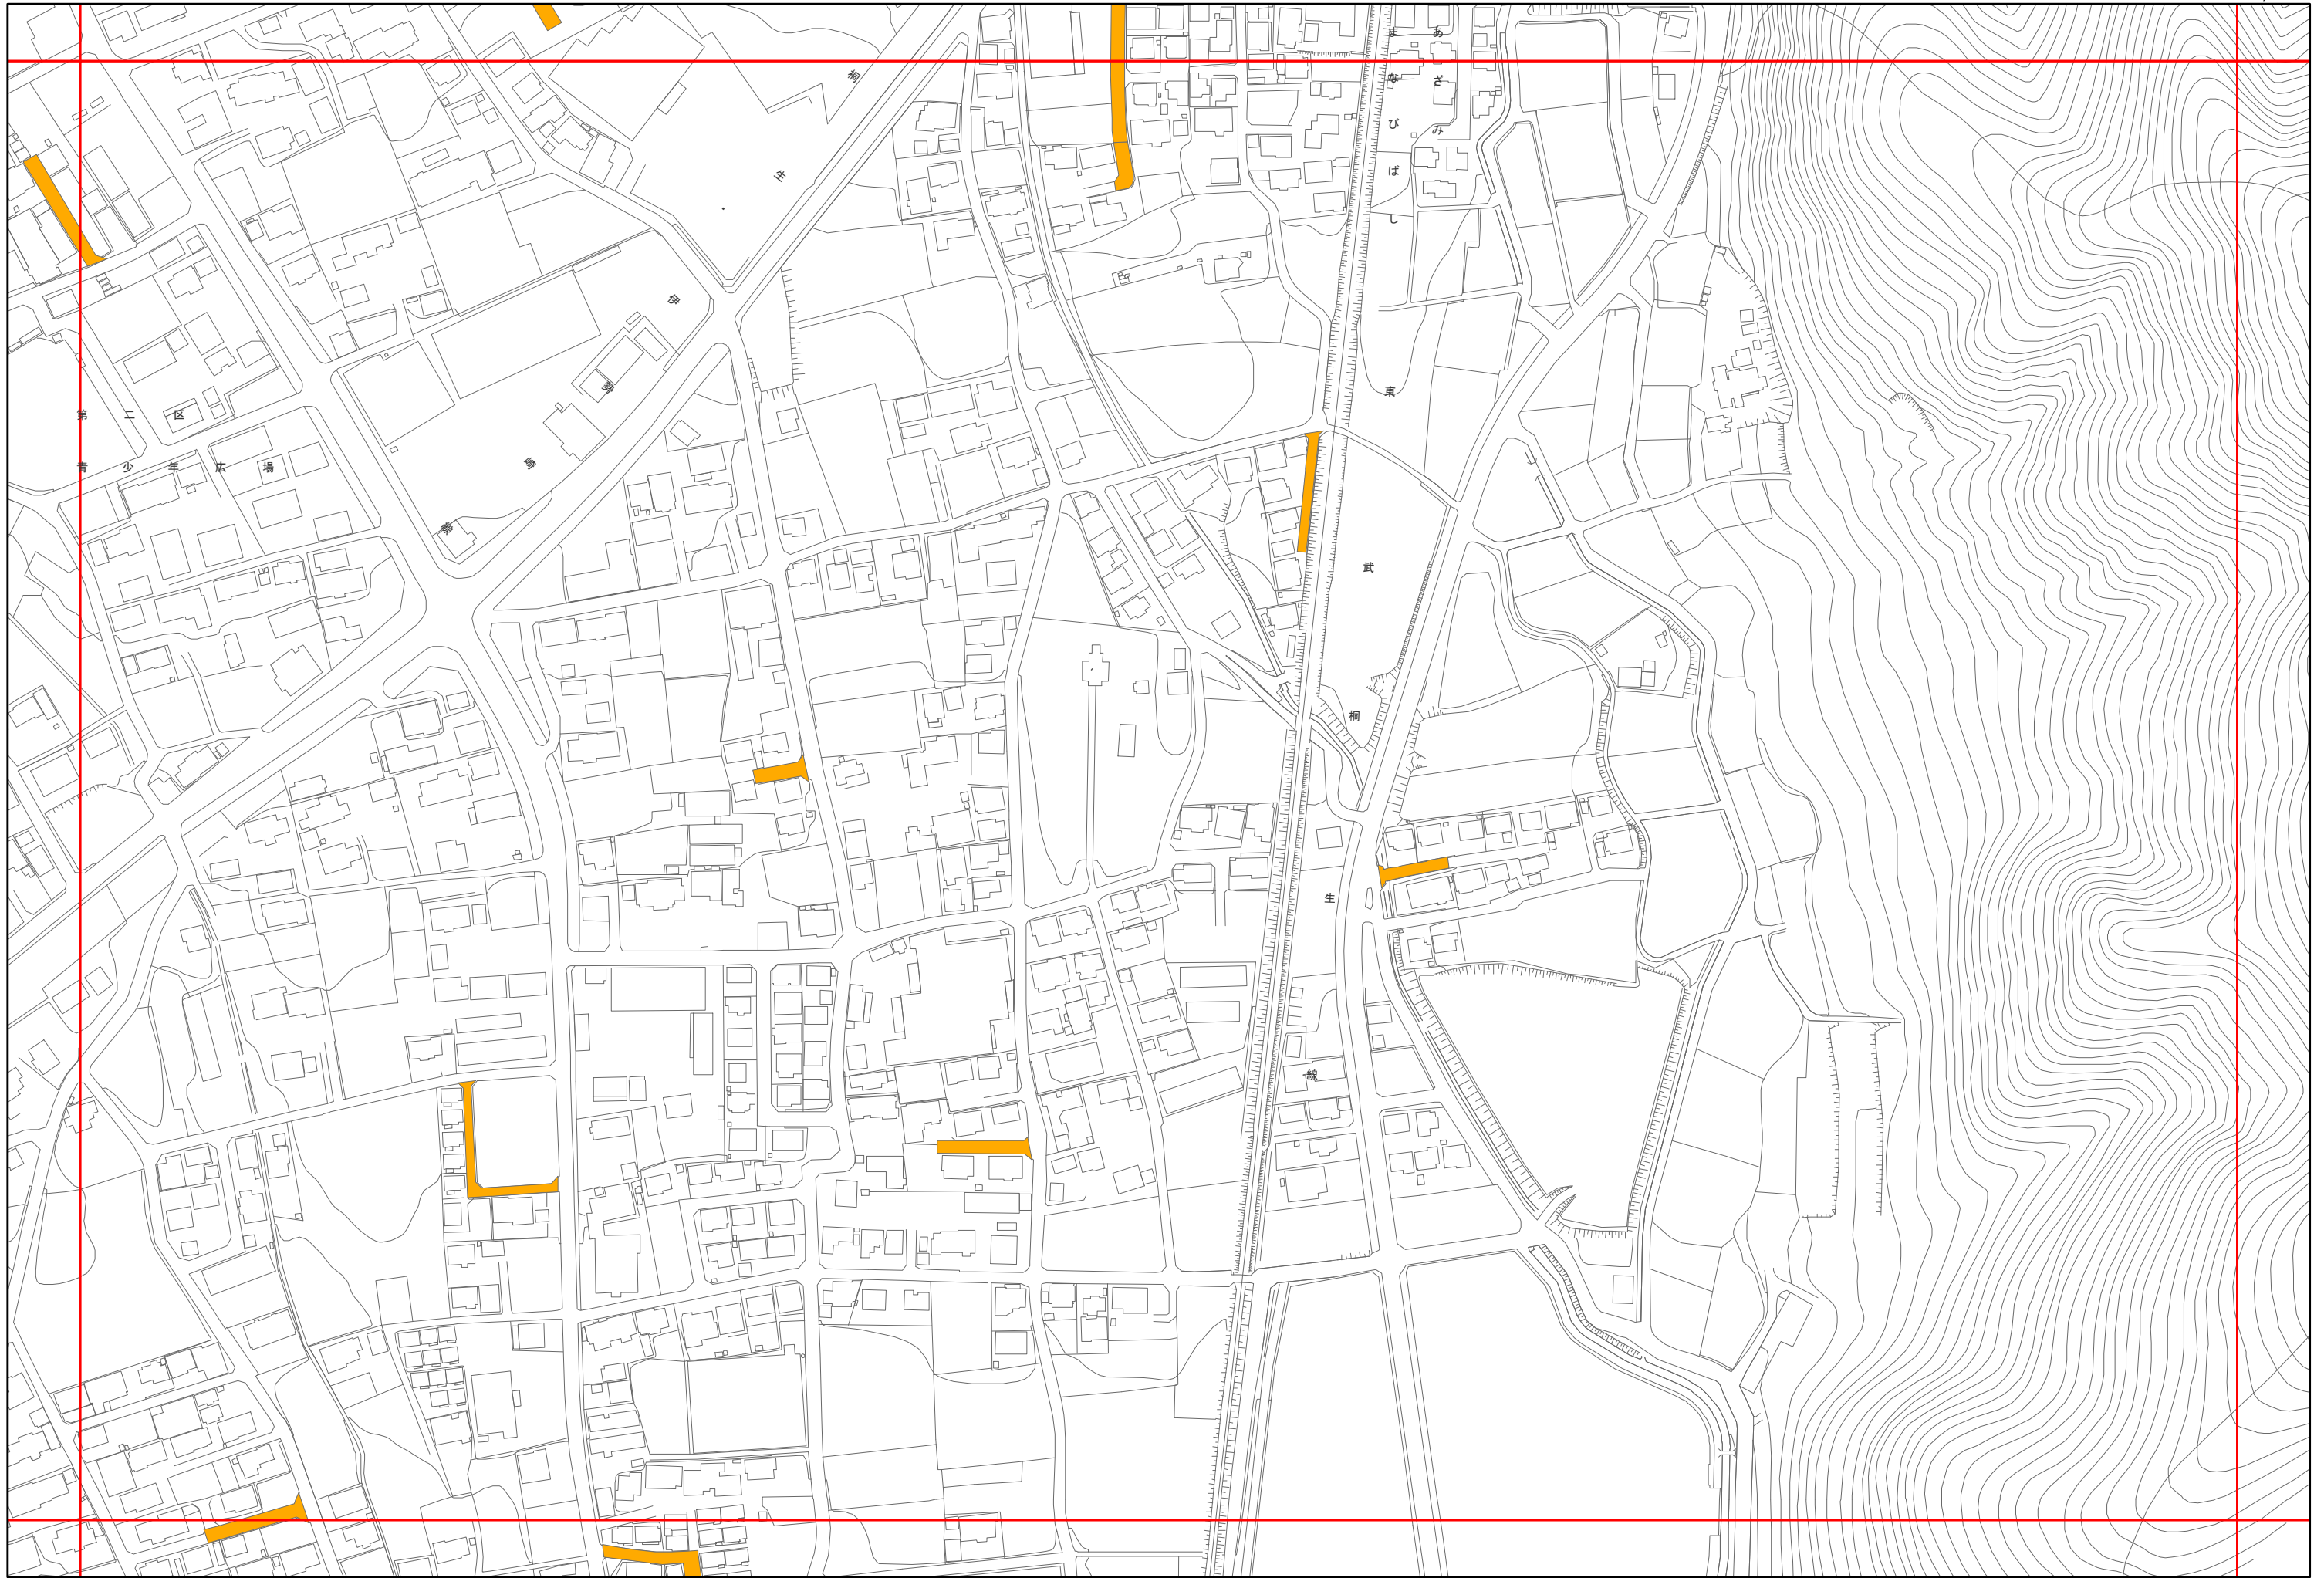 あざみ
まなびばし
桐生伊勢崎線
第二区
青少年広場
東武桐生線